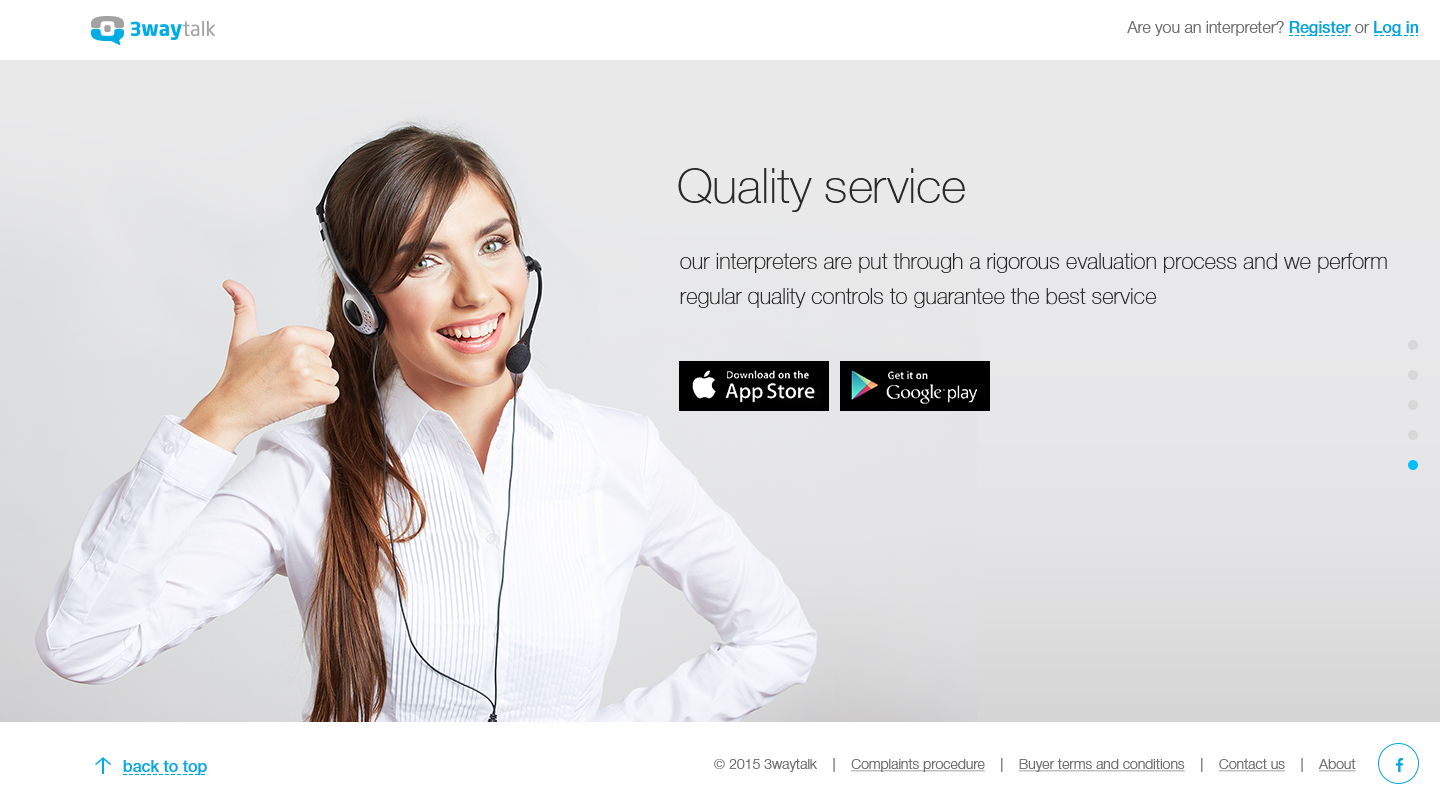 3waytalk
Are you an interpreter? Register or Log in
Quality service
our interpreters are put through a rigorous evaluation process and we perform
regular quality controls to guarantee the best service
Download on the
App Store
Get it on
Google play
back to top
© 2015 3waytalk | Complaints procedure | Buyer terms and conditions | Contact us | About
f